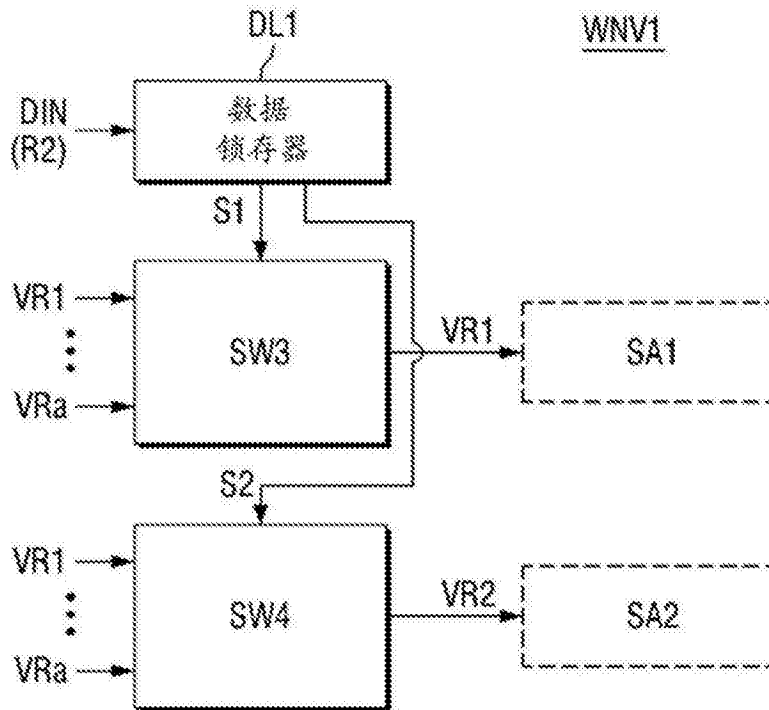 DL1
WNV1
DIN
(R2)
数据
锁存器
S1
VR1
VRa
SW3
VR1
SA1
S2
VR1
VRa
SW4
VR2
SA2